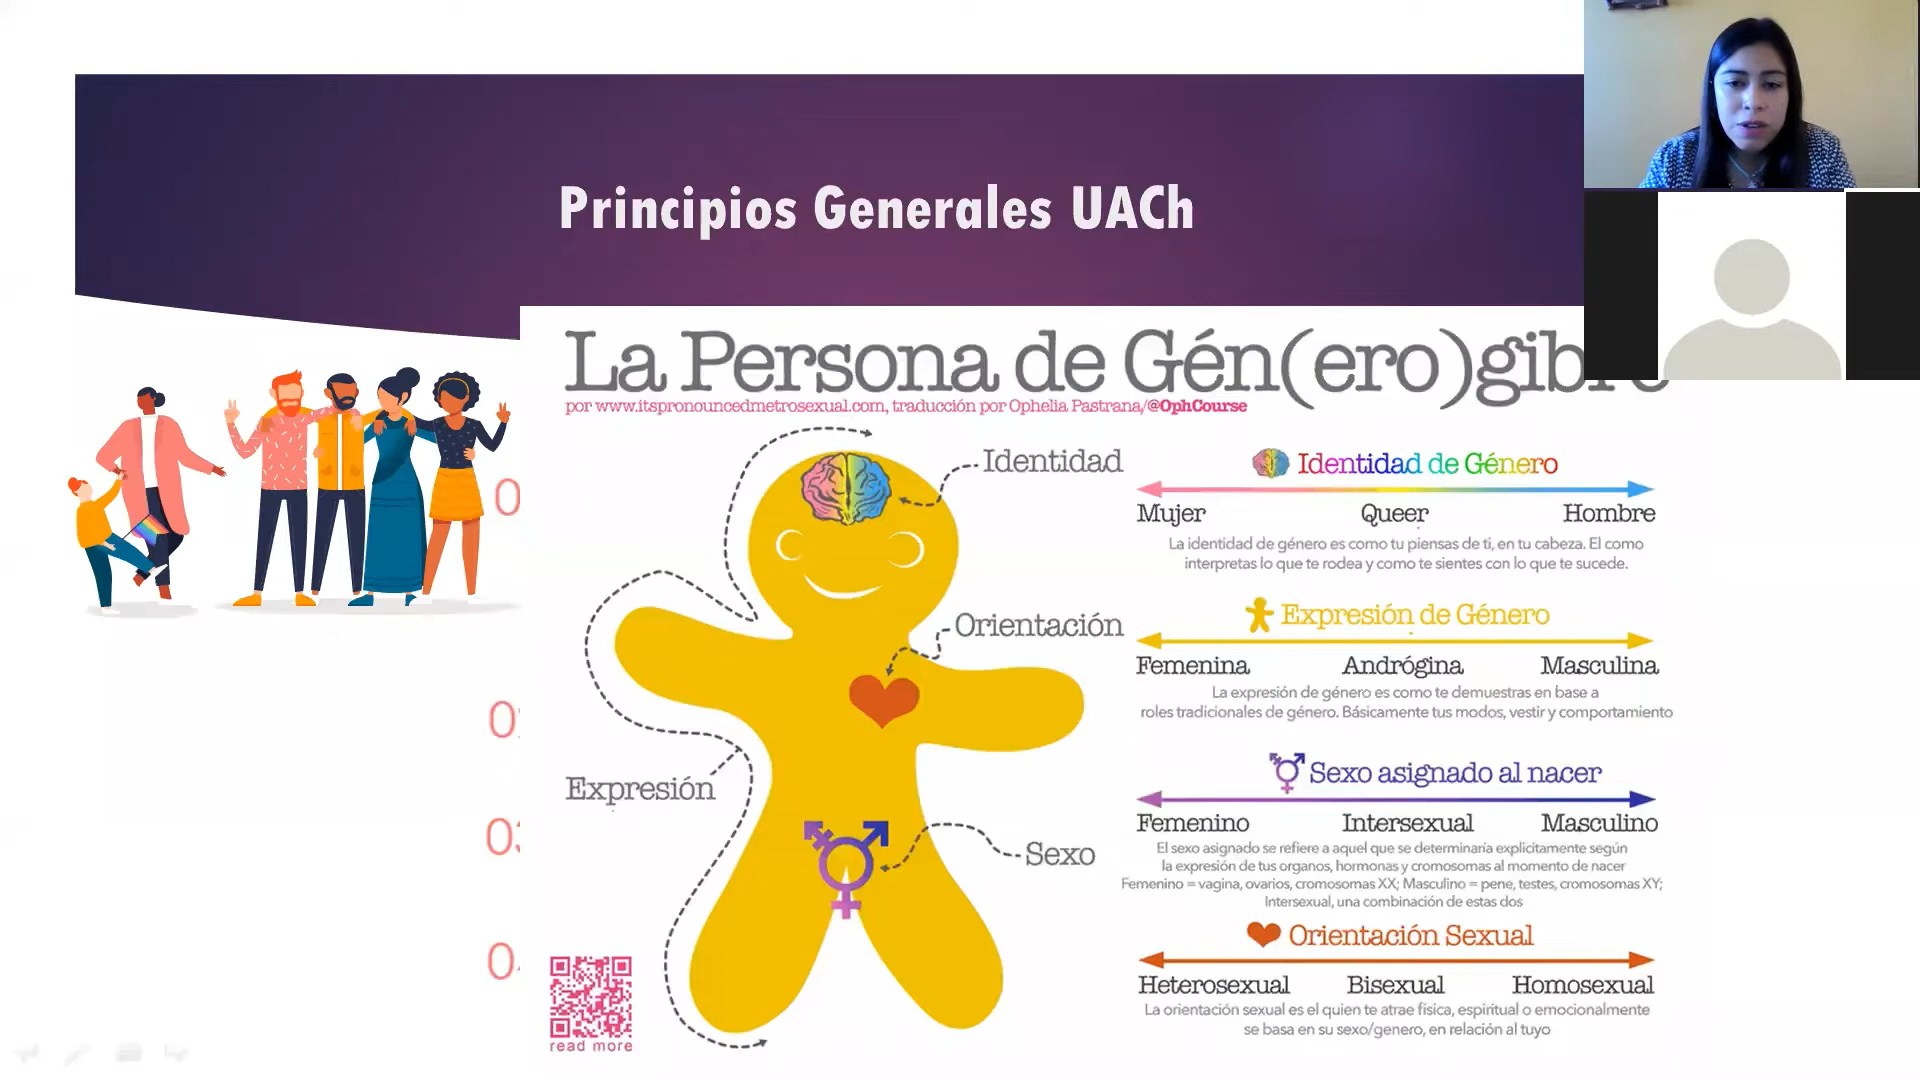 Principios Generales UACh
La Persona de Gén(ero)gibre
por www.itspronouncedmetrosexual.com, traducción por Ophelia Pastrana/@OphCourse
Identidad
Orientación
Expresión
Sexo
read more
Identidad de Género
Mujer Queer Hombre
La identidad de género es como tu piensas de ti, en tu cabeza. El como
interpretas lo que te rodea y como te sientes con lo que te sucede.
Expresión de Género
Femenina Andrógina Masculina
La expresión de género es como te demuestras en base a
roles tradicionales de género. Básicamente tus modos, vestir y comportamiento
Sexo asignado al nacer
Femenino Intersexual Masculino
El sexo asignado se refiere a aquel que se determinaría explicitamente según
la expresión de tus organos, hormonas y cromosomas al momento de nacer
Femenino = vagina, ovarios, cromosomas XX; Masculino = pene, testes, cromosomas XY;
Intersexual, una combinación de estas dos
Orientación Sexual
Heterosexual Bisexual Homosexual
La orientación sexual es el quien te atrae física, espiritual o emocionalmente
se basa en su sexo/genero, en relación al tuyo